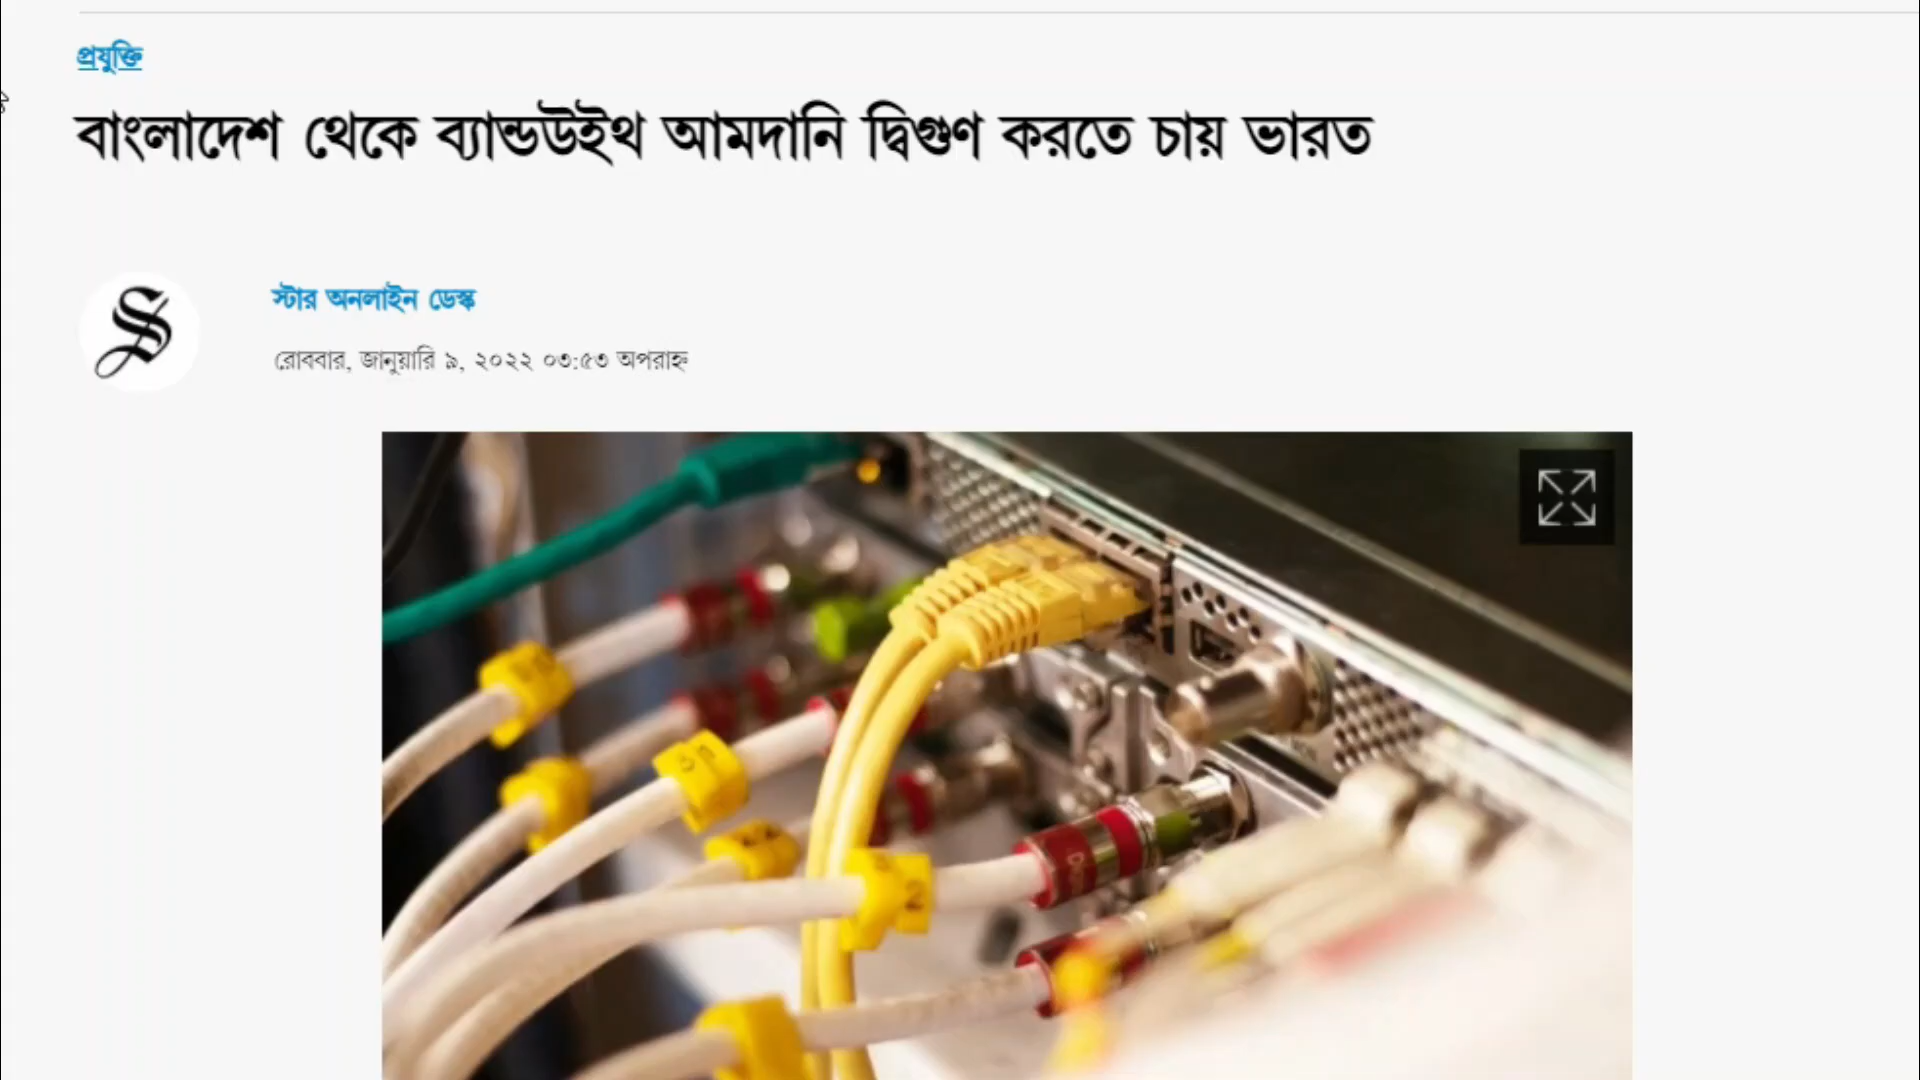 প্রযুক্তি
বাংলাদেশ থেকে ব্যান্ডউইথ আমদানি দ্বিগুণ করতে চায় ভারত
স্টার অনলাইন ডেস্ক
রোববার, জানুয়ারি ৯, ২০২২ ০৩:৫৩ অপরাহ্ন